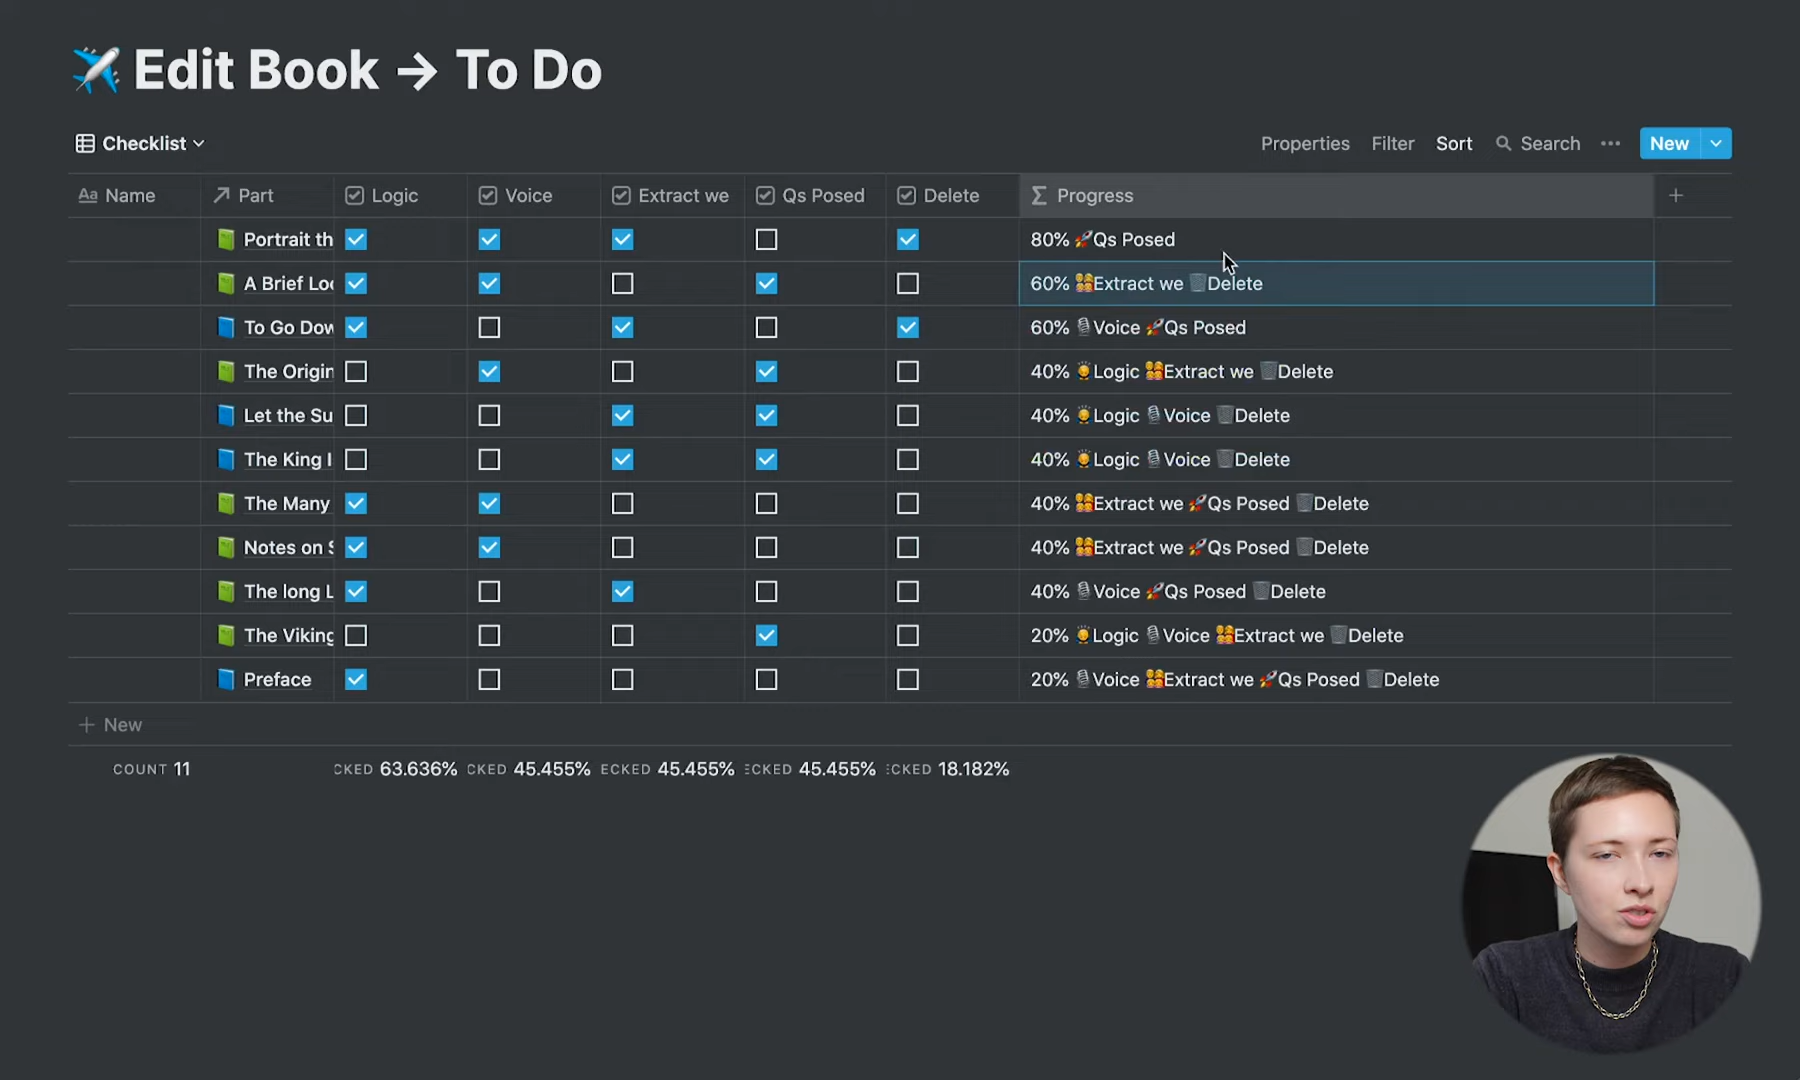 Edit Book → To Do
Checklist Properties Filter Sort Search New
Aa Name Part Logic Voice Extract we Qs Posed Delete Σ Progress
Portrait th 80% Qs Posed
A Brief Loo 60% Extract we Delete
To Go Dow 60% Voice Qs Posed
The Origin 40% Logic Extract we Delete
Let the Su 40% Logic Voice Delete
The King I 40% Logic Voice Delete
The Many 40% Extract we Qs Posed Delete
Notes on S 40% Extract we Qs Posed Delete
The long L 40% Voice Qs Posed Delete
The Viking 20% Logic Voice Extract we Delete
Preface 20% Voice Extract we Qs Posed Delete
+ New
COUNT 11 CKED 63.636% CKED 45.455% ECKED 45.455% ECKED 45.455% ECKED 18.182%